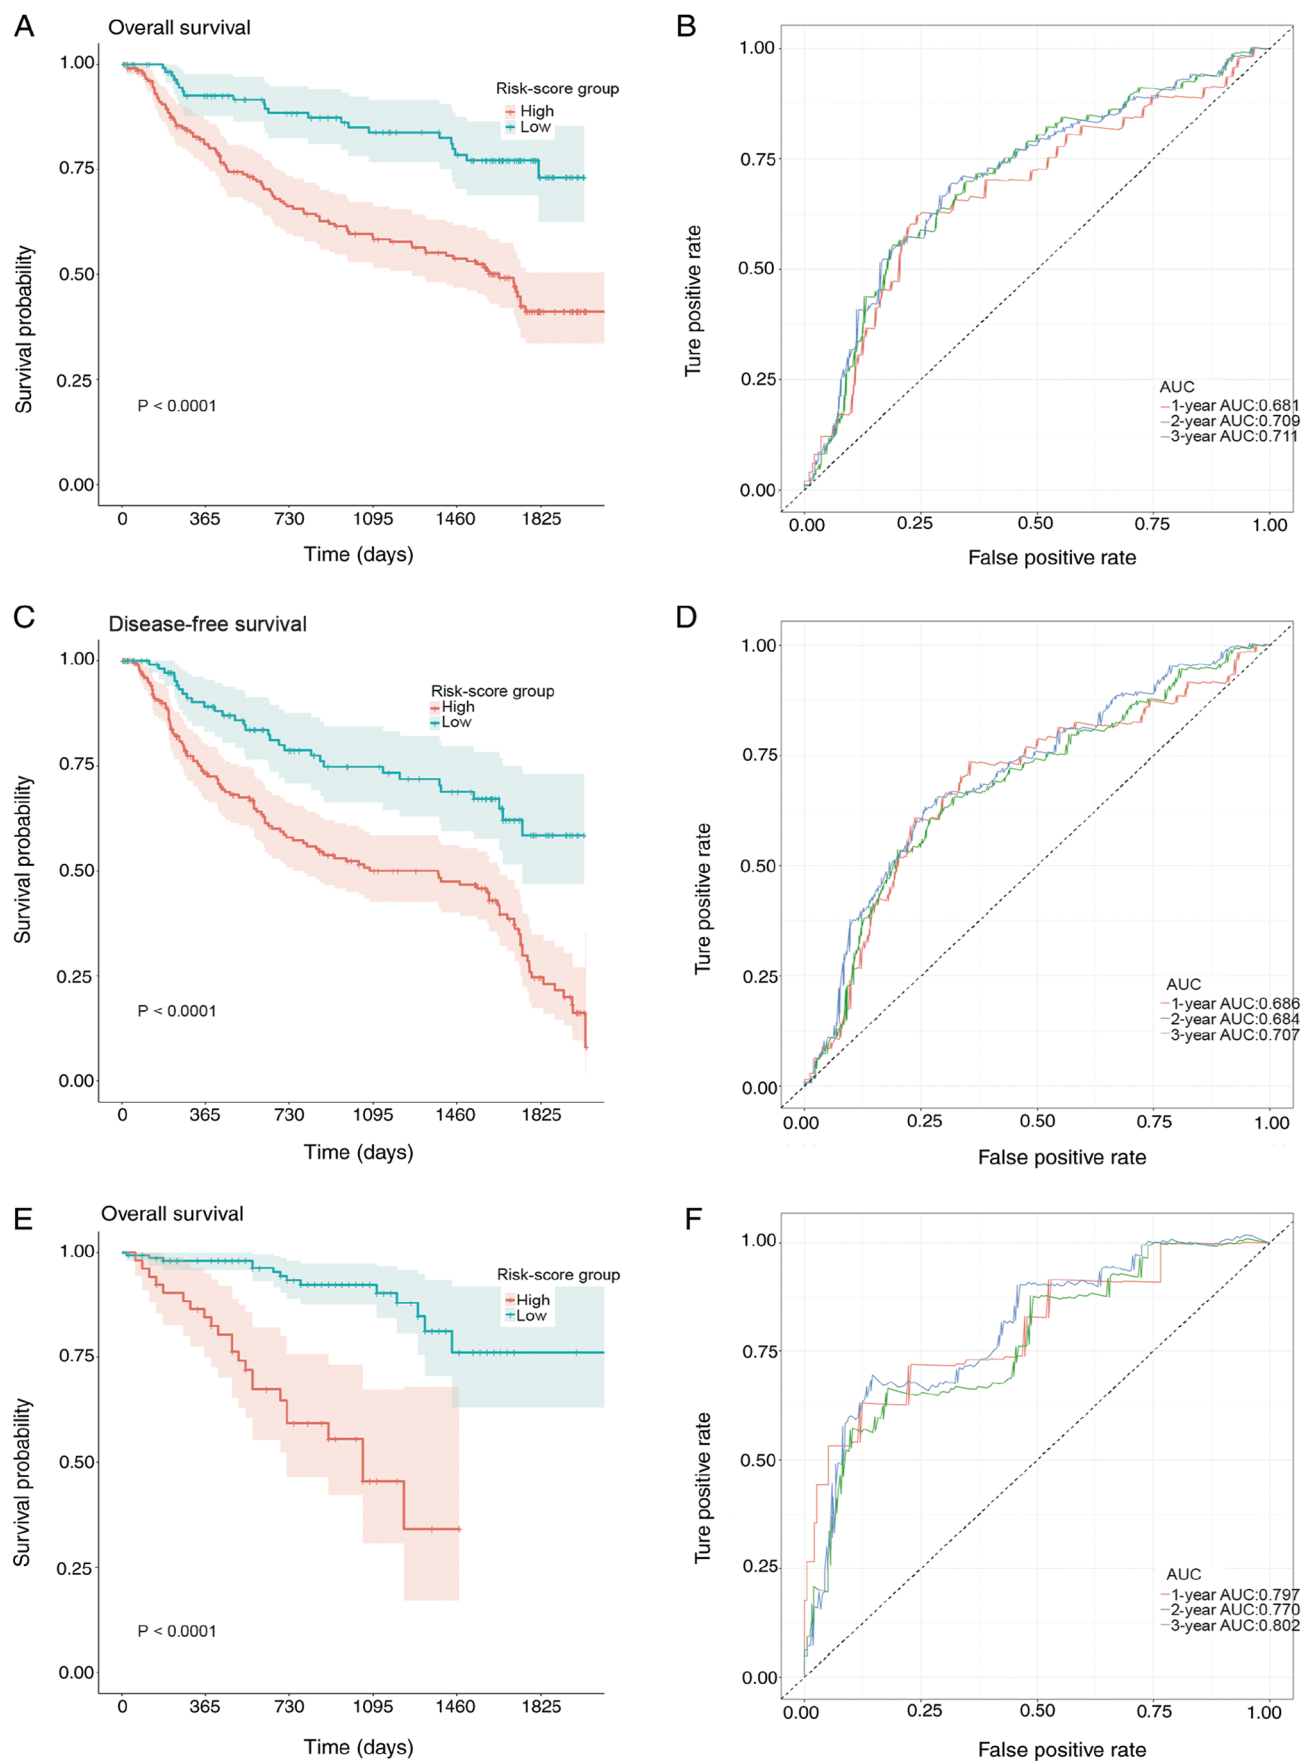 A
Overall survival
1.00
0.75
0.50
0.25
0.00
Survival probability
Risk-score group
High
Low
P < 0.0001
0 365 730 1095 1460 1825
Time (days)
B
1.00
0.75
0.50
0.25
0.00
Ture positive rate
AUC
1-year AUC:0.681
2-year AUC:0.709
3-year AUC:0.711
0.00 0.25 0.50 0.75 1.00
False positive rate
C
Disease-free survival
1.00
0.75
0.50
0.25
0.00
Survival probability
Risk-score group
High
Low
P < 0.0001
0 365 730 1095 1460 1825
Time (days)
D
1.00
0.75
0.50
0.25
0.00
Ture positive rate
AUC
1-year AUC:0.686
2-year AUC:0.684
3-year AUC:0.707
0.00 0.25 0.50 0.75 1.00
False positive rate
E
Overall survival
1.00
0.75
0.50
0.25
0.00
Survival probability
Risk-score group
High
Low
P < 0.0001
0 365 730 1095 1460 1825
Time (days)
F
1.00
0.75
0.50
0.25
0.00
Ture positive rate
AUC
1-year AUC:0.797
2-year AUC:0.770
3-year AUC:0.802
0.00 0.25 0.50 0.75 1.00
False positive rate